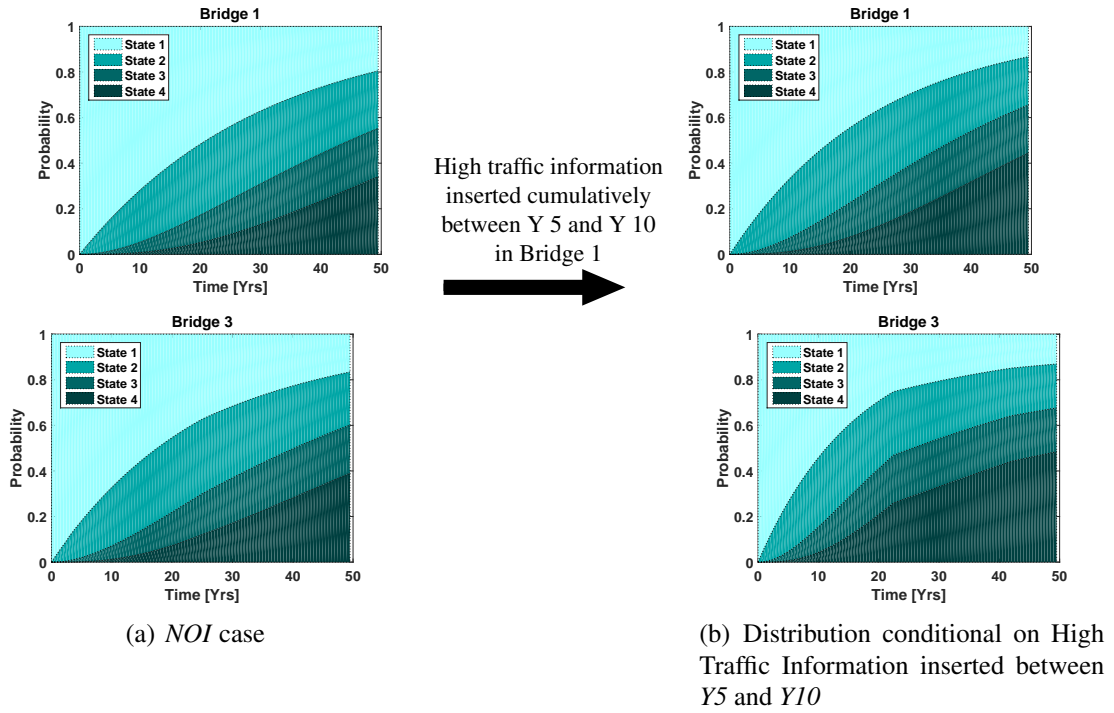 Bridge 1
1
0.8
0.6
0.4
0.2
0
Probability
State 1
State 2
State 3
State 4
0 10 20 30 40 50
Time [Yrs]
Bridge 3
1
0.8
0.6
0.4
0.2
0
Probability
State 1
State 2
State 3
State 4
0 10 20 30 40 50
Time [Yrs]
(a) NOI case
High traffic information
inserted cumulatively
between Y 5 and Y 10
in Bridge 1
Bridge 1
1
0.8
0.6
0.4
0.2
0
Probability
State 1
State 2
State 3
State 4
0 10 20 30 40 50
Time [Yrs]
Bridge 3
1
0.8
0.6
0.4
0.2
0
Probability
State 1
State 2
State 3
State 4
0 10 20 30 40 50
Time [Yrs]
(b) Distribution conditional on High
Traffic Information inserted between
Y5 and Y10